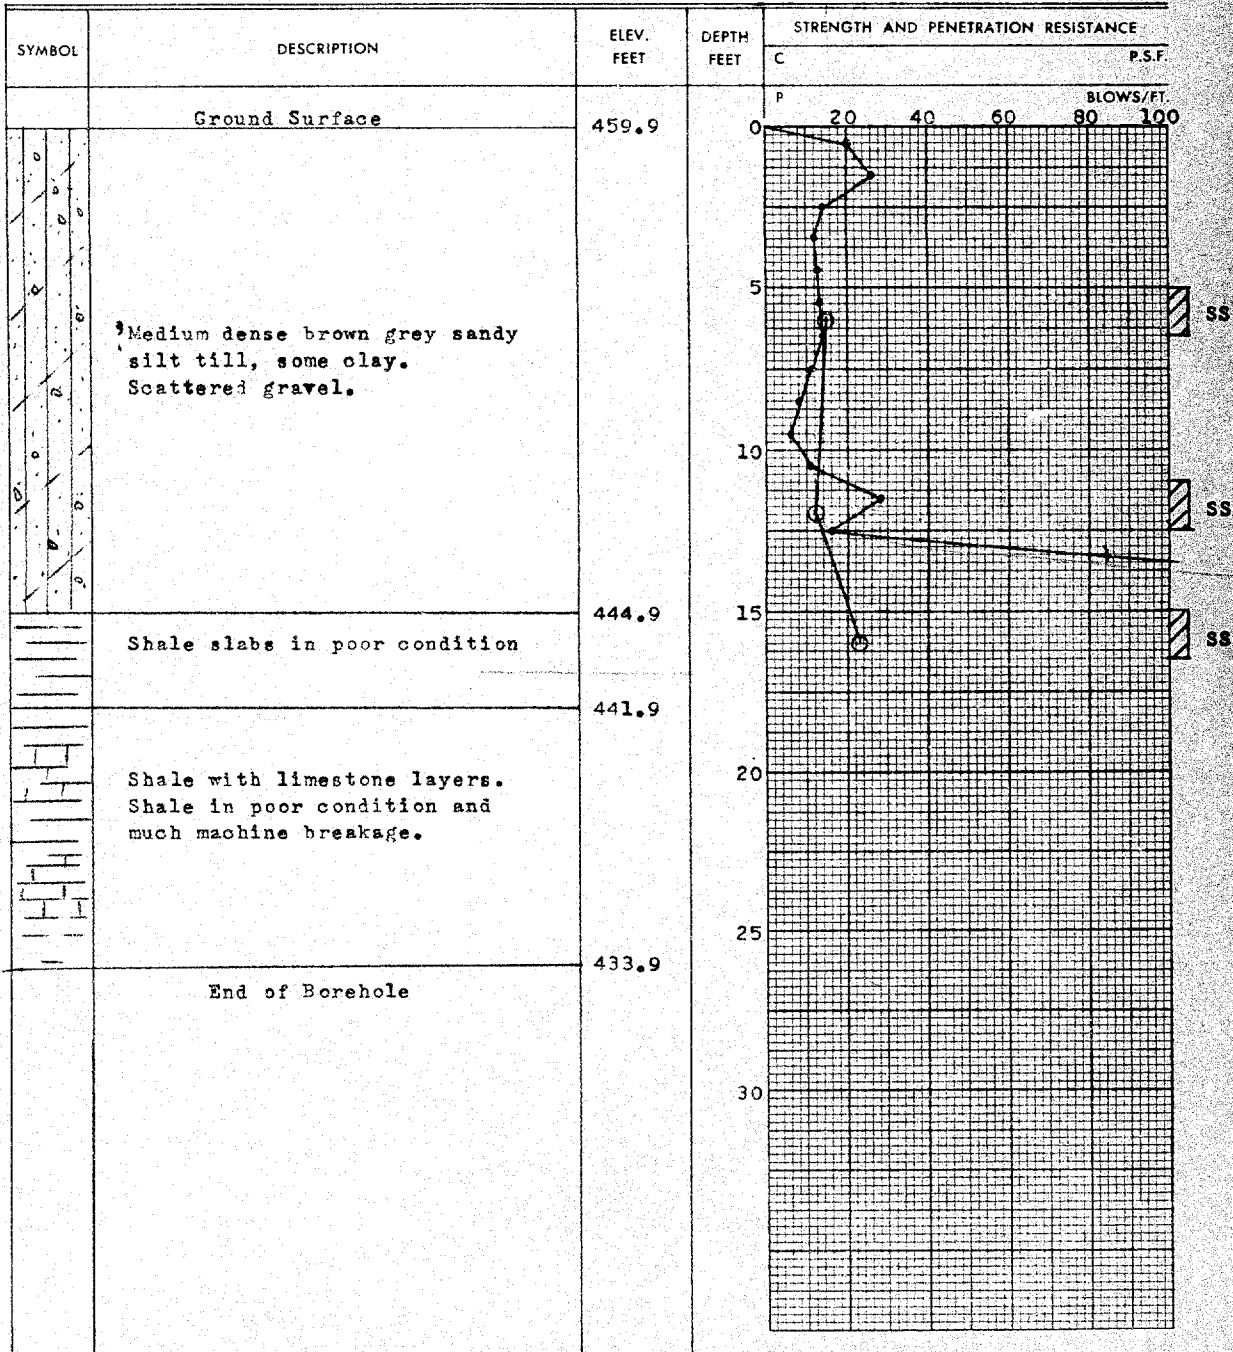 SYMBOL
DESCRIPTION
ELEV.
FEET
DEPTH
FEET
STRENGTH AND PENETRATION RESISTANCE
C P.S.F.
P BLOWS/FT.
20 40 60 80 100
Ground Surface
459.9
0
5
SS
Medium dense brown grey sandy
silt till, some clay.
Scattered gravel.
10
SS
444.9
15
Shale slabs in poor condition
SS
441.9
20
Shale with limestone layers.
Shale in poor condition and
much machine breakage.
25
433.9
End of Borehole
30